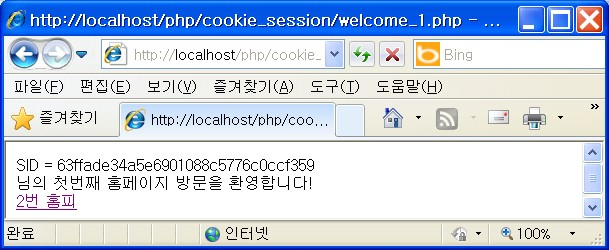 http://localhost/php/cookie_session/welcome_1.php - ...
http://localhost/php/cookie_
Bing
파일(F) 편집(E) 보기(V) 즐겨찾기(A) 도구(T) 도움말(H)
즐겨찾기
http://localhost/php/coo...
SID = 63ffade34a5e6901088c5776c0ccf359
님의 첫번째 홈페이지 방문을 환영합니다!
2번 홈피
완료
인터넷
100%